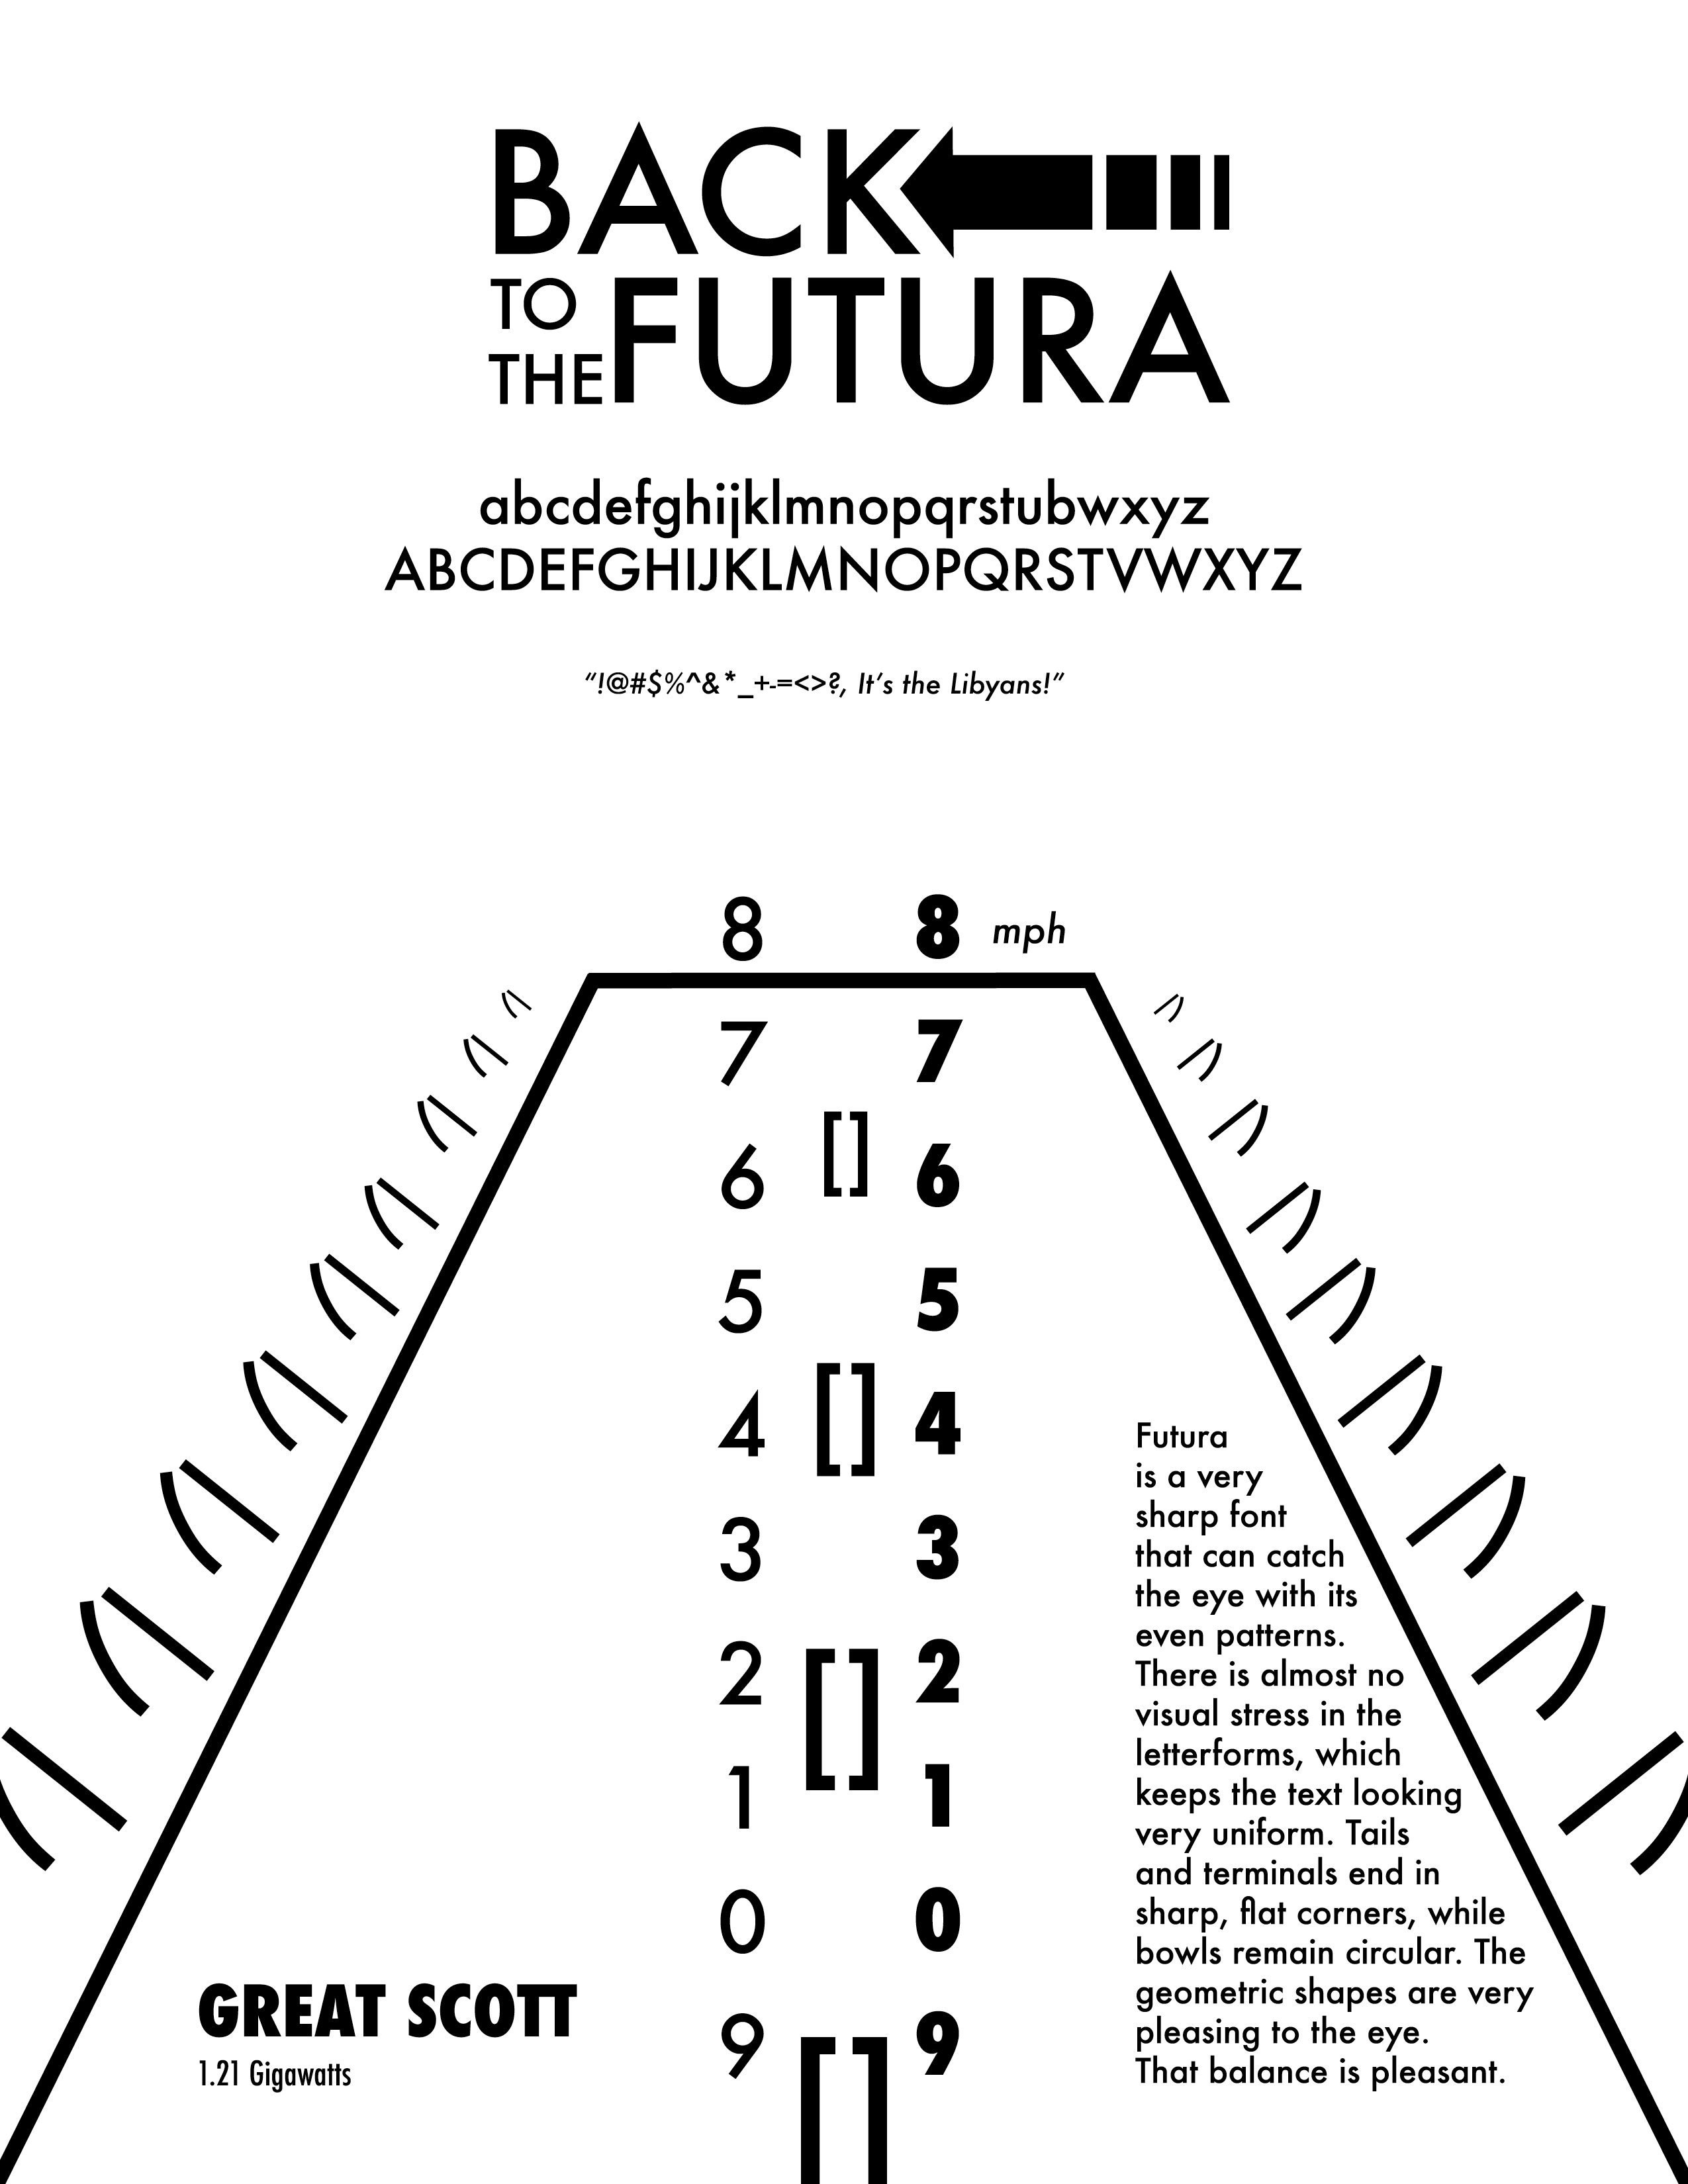 BACK
TO
THE FUTURA
abcdefghijklmnopqrstubwxyz
ABCDEFGHIJKLMNOPQRSTVWXYZ
“!@#$%^&*_+-=<>?, It’s the Libyans!”
8 8 mph
7 7
[]
6 6
5 5
4 [] 4
3 3
2 [] 2
1 1
0 0
9 9
[]
Futura
is a very
sharp font
that can catch
the eye with its
even patterns.
There is almost no
visual stress in the
letterforms, which
keeps the text looking
very uniform. Tails
and terminals end in
sharp, flat corners, while
bowls remain circular. The
geometric shapes are very
pleasing to the eye.
That balance is pleasant.
GREAT SCOTT
1.21 Gigawatts